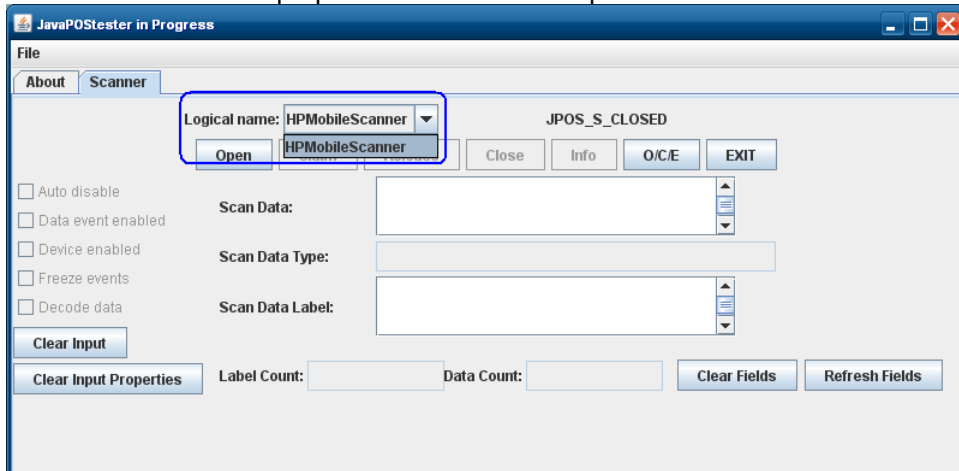 JavaPOStester in Progress
File
About Scanner
Logical name: HPMobileScanner JPOS_S_CLOSED
HPMobileScanner
Open Close Info O/C/E EXIT
Auto disable
Data event enabled
Device enabled
Freeze events
Decode data
Scan Data:
Scan Data Type:
Scan Data Label:
Clear Input
Clear Input Properties Label Count: Data Count: Clear Fields Refresh Fields